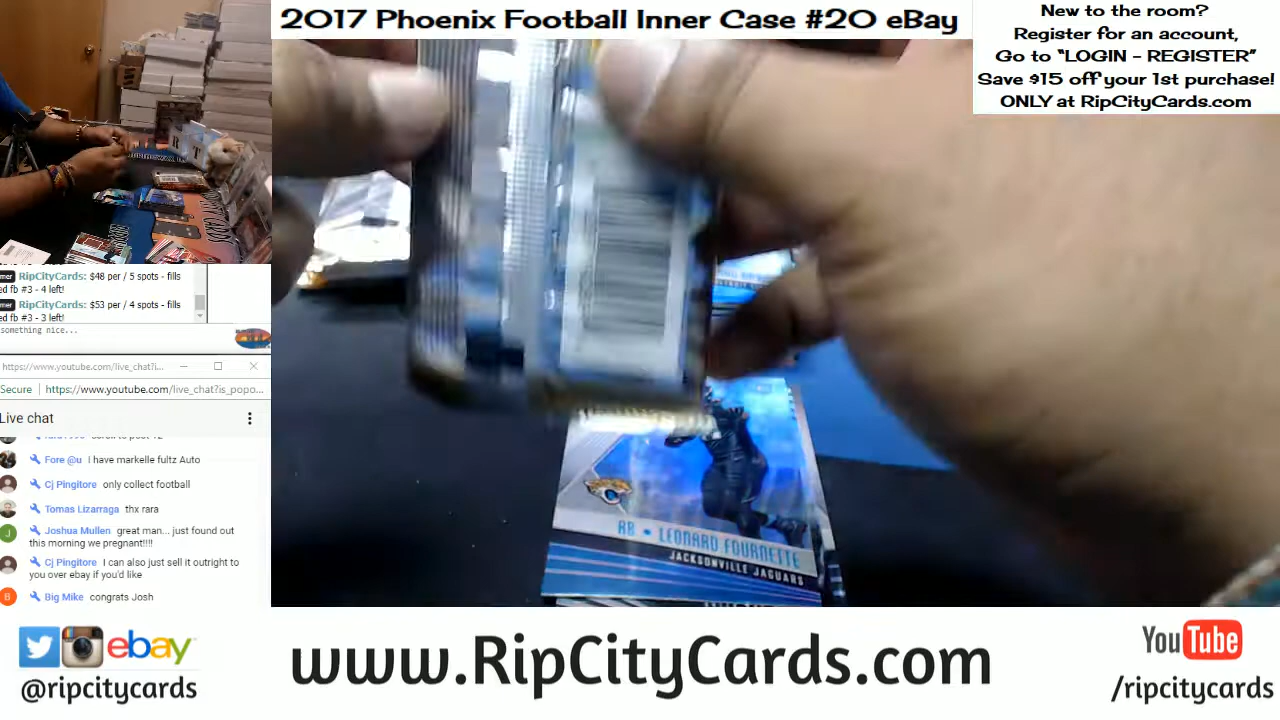 2017 Phoenix Football Inner Case #20 eBay
New to the room?
Register for an account,
Go to “LOGIN - REGISTER”
Save $15 off your 1st purchase!
ONLY at RipCityCards.com
RipCityCards: $48 per / 5 spots - fills
ed fb #3 - 4 left!
RipCityCards: $53 per / 4 spots - fills
ed fb #3 - 3 left!
something nice...
https://www.youtube.com/live_chat?i...
Secure
https://www.youtube.com/live_chat?is_popo...
Live chat
Fore @u I have markelle fultz Auto
Cj Pingitore only collect football
Tomas Lizarraga thx rara
J
Joshua Mullen great man... just found out
this morning we pregnant!!!!
Cj Pingitore I can also just sell it outright to
you over ebay if you'd like
B
Big Mike congrats Josh
RB • LEONARD FOURNETTE
JACKSONVILLE JAGUARS
ebay
@ripcitycards
www.RipCityCards.com
YouTube
/ripcitycards